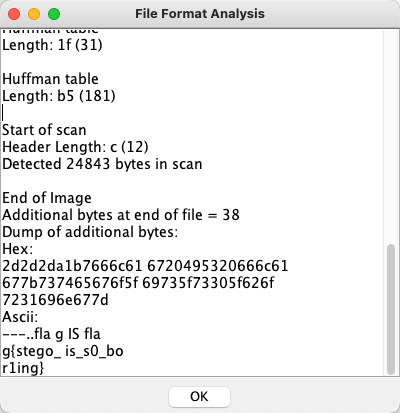 File Format Analysis
Huffman table
Length: 1f (31)
Huffman table
Length: b5 (181)
Start of scan
Header Length: c (12)
Detected 24843 bytes in scan
End of Image
Additional bytes at end of file = 38
Dump of additional bytes:
Hex:
2d2d2da1b7666c61 6720495320666c61
677b737465676f5f 69735f73305f626f
7231696e677d
Ascii:
---..fla g IS fla
g{stego_ is_s0_bo
r1ing}
OK